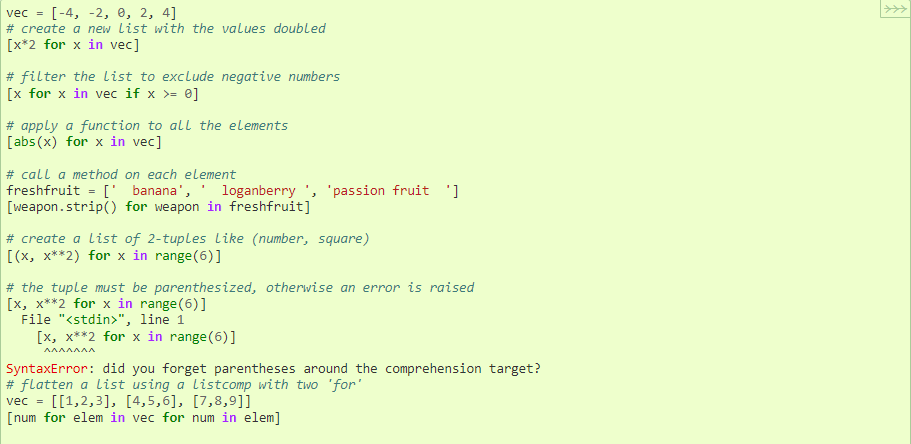 >>>
vec = [-4, -2, 0, 2, 4]
# create a new list with the values doubled
[x*2 for x in vec]

# filter the list to exclude negative numbers
[x for x in vec if x >= 0]

# apply a function to all the elements
[abs(x) for x in vec]

# call a method on each element
freshfruit = ['  banana', '  loganberry ', 'passion fruit  ']
[weapon.strip() for weapon in freshfruit]

# create a list of 2-tuples like (number, square)
[(x, x**2) for x in range(6)]

# the tuple must be parenthesized, otherwise an error is raised
[x, x**2 for x in range(6)]
  File "<stdin>", line 1
    [x, x**2 for x in range(6)]
     ^^^^^^^
SyntaxError: did you forget parentheses around the comprehension target?
# flatten a list using a listcomp with two 'for'
vec = [[1,2,3], [4,5,6], [7,8,9]]
[num for elem in vec for num in elem]